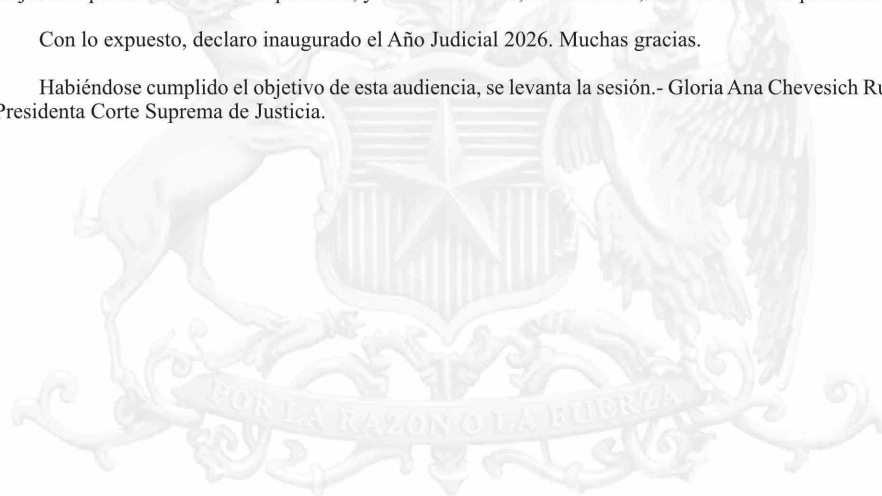 Con lo expuesto, declaro inaugurado el Año Judicial 2026. Muchas gracias.
Habiéndose cumplido el objetivo de esta audiencia, se levanta la sesión.- Gloria Ana Chevesich
Presidenta Corte Suprema de Justicia.
POR LA RAZON O LA FUERZA